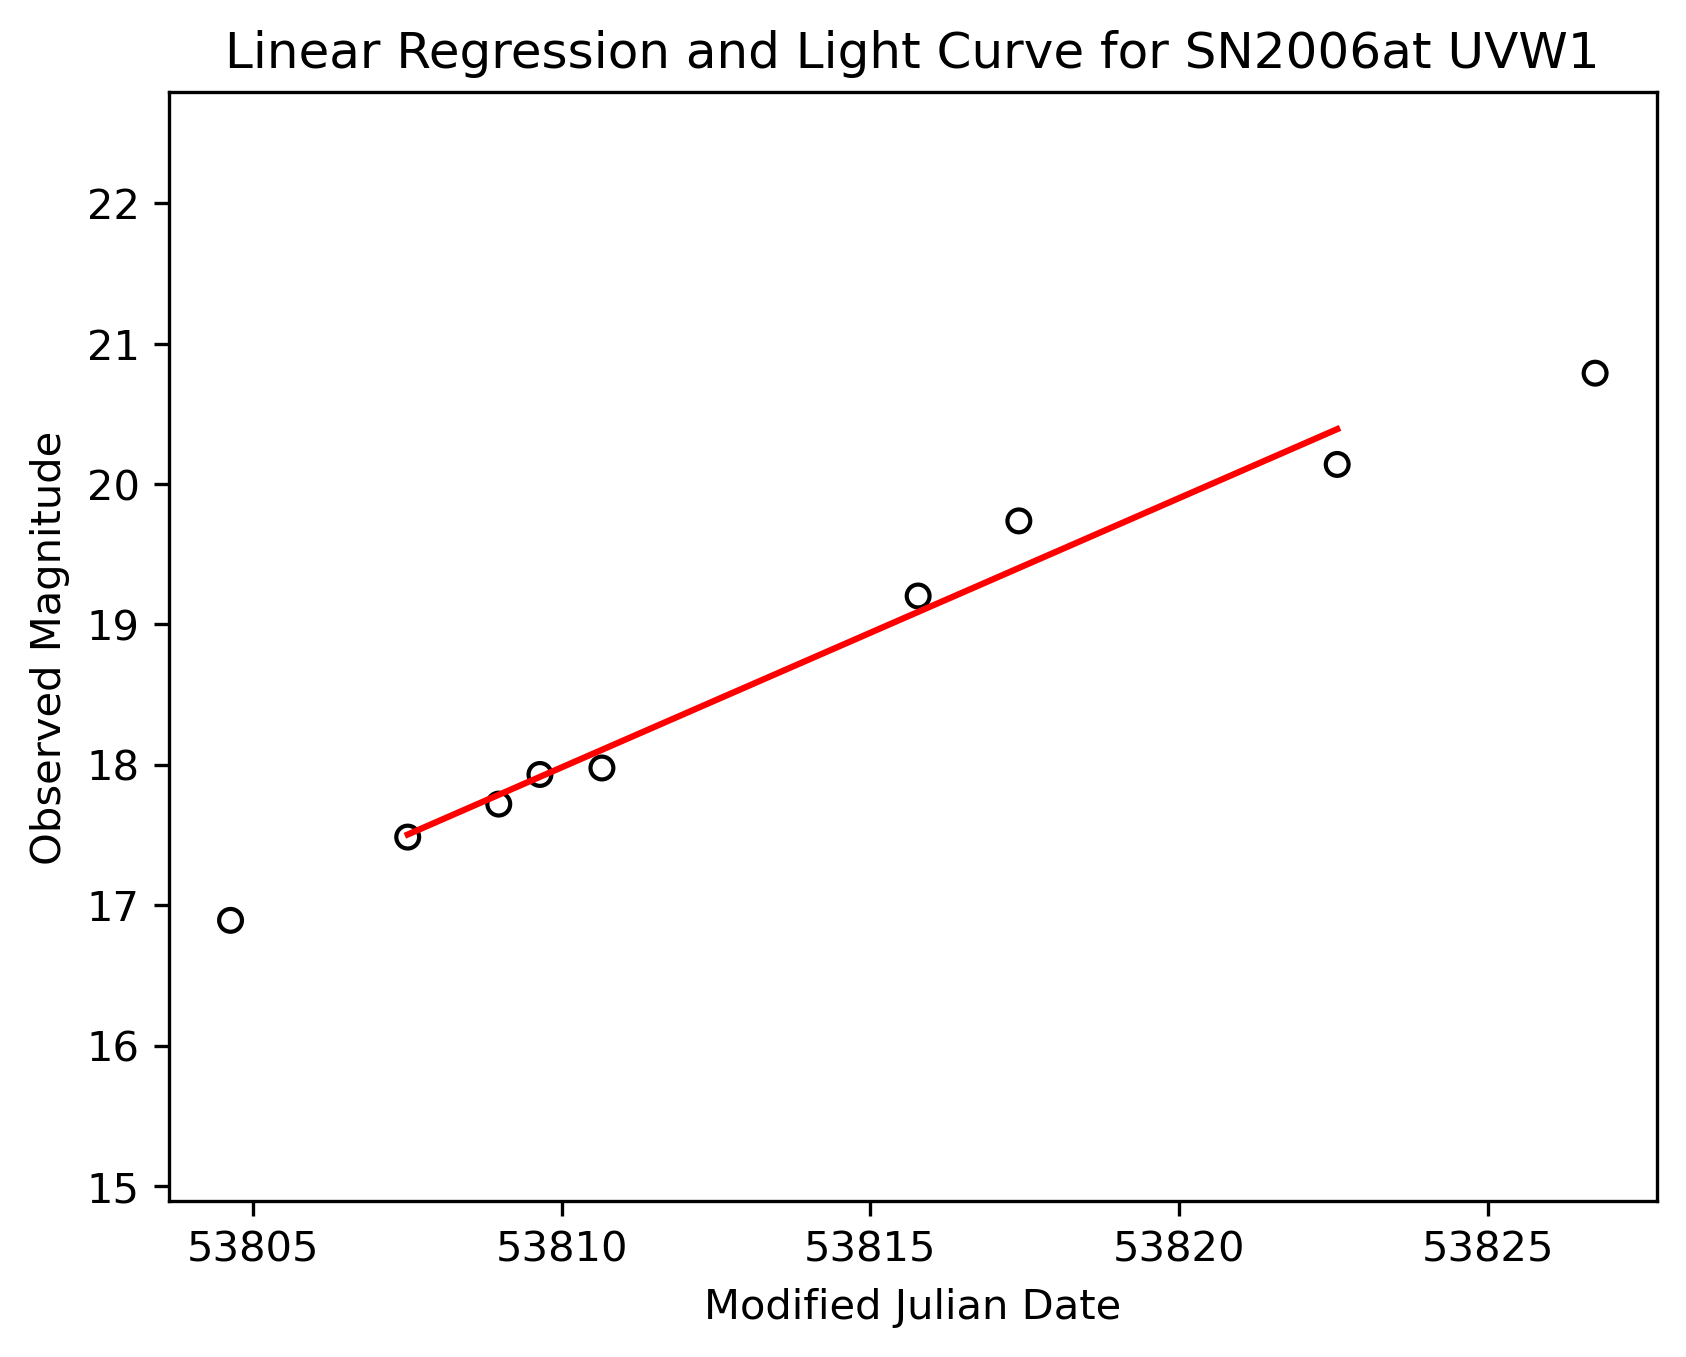 Linear Regression and Light Curve for SN2006at UVW1
22
21
20
19
18
17
16
15
Observed Magnitude
53805 53810 53815 53820 53825
Modified Julian Date